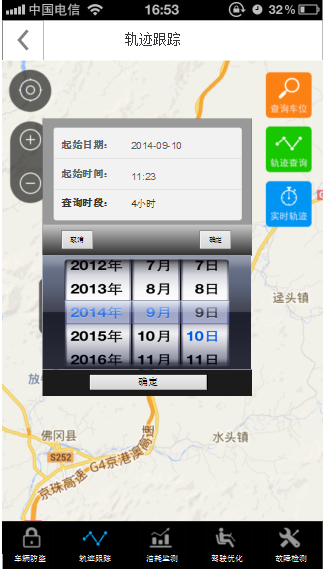 中国电信 16:53 32%
轨迹跟踪
查询车位
轨迹查询
实时轨迹
起始日期: 2014-09-10
起始时间: 11:23
查询时段: 4小时
取消 确定
2012年 7月 7日
2013年 8月 8日
2014年 9月 9日
2015年 10月 10日
2016年 11月 11日
确定
迳头镇
佛冈县
水头镇
S252
京珠高速 G4京港澳高速
车辆防盗 轨迹跟踪 油耗监测 驾驶优化 故障检测